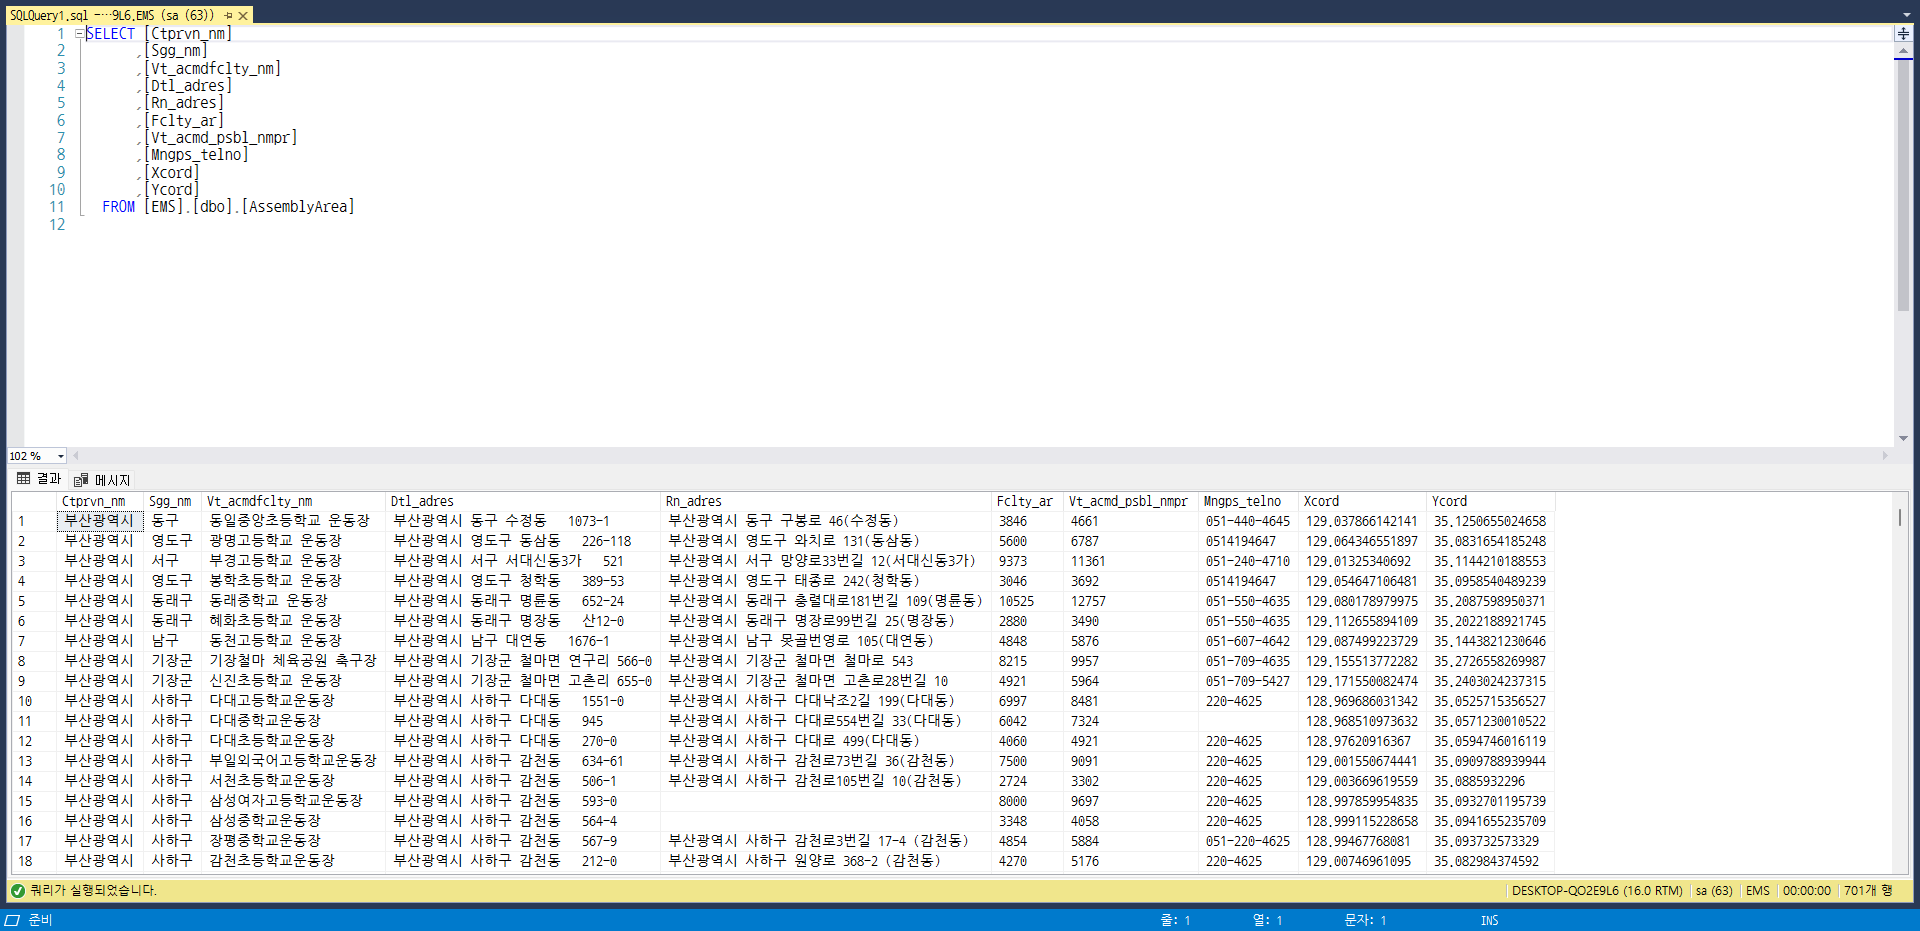 SQLQuery1.sql -...9L6.EMS (sa (63))
1 SELECT [Ctprvn_nm]
2 ,[Sgg_nm]
3 ,[Vt_acmdfclty_nm]
4 ,[Dtl_adres]
5 ,[Rn_adres]
6 ,[Fclty_ar]
7 ,[Vt_acmd_psbl_nmpr]
8 ,[Mngps_telno]
9 ,[Xcord]
10 ,[Ycord]
11 FROM [EMS].[dbo].[AssemblyArea]
12
102 %
결과 메시지
Ctprvn_nm Sgg_nm Vt_acmdfclty_nm Dtl_adres Rn_adres Fclty_ar Vt_acmd_psbl_nmpr Mngps_telno Xcord Ycord
1 부산광역시 동구 동일중앙초등학교 운동장 부산광역시 동구 수정동 1073-1 부산광역시 동구 구봉로 46(수정동) 3846 4661 051-440-4645 129.037866142141 35.1250655024658
2 부산광역시 영도구 광명고등학교 운동장 부산광역시 영도구 동삼동 226-118 부산광역시 영도구 와치로 131(동삼동) 5600 6787 0514194647 129.064346551897 35.0831654185248
3 부산광역시 서구 부경고등학교 운동장 부산광역시 서구 서대신동3가 521 부산광역시 서구 망양로33번길 12(서대신동3가) 9373 11361 051-240-4710 129.01325340692 35.1144210188553
4 부산광역시 영도구 봉학초등학교 운동장 부산광역시 영도구 청학동 389-53 부산광역시 영도구 태종로 242(청학동) 3046 3692 0514194647 129.054647106481 35.0958540489239
5 부산광역시 동래구 동래중학교 운동장 부산광역시 동래구 명륜동 652-24 부산광역시 동래구 충렬대로181번길 109(명륜동) 10525 12757 051-550-4635 129.080178979975 35.2087598950371
6 부산광역시 동래구 혜화초등학교 운동장 부산광역시 동래구 명장동 산12-0 부산광역시 동래구 명장로99번길 25(명장동) 2880 3490 051-550-4635 129.112655894109 35.2022188921745
7 부산광역시 남구 동천고등학교 운동장 부산광역시 남구 대연동 1676-1 부산광역시 남구 못골번영로 105(대연동) 4848 5876 051-607-4642 129.087499223729 35.1443821230646
8 부산광역시 기장군 기장철마 체육공원 축구장 부산광역시 기장군 철마면 연구리 566-0 부산광역시 기장군 철마면 철마로 543 8215 9957 051-709-4635 129.155513772282 35.2726558269987
9 부산광역시 기장군 신진초등학교 운동장 부산광역시 기장군 철마면 고촌리 655-0 부산광역시 기장군 철마면 고촌로28번길 10 4921 5964 051-709-5427 129.171550082474 35.2403024237315
10 부산광역시 사하구 다대고등학교운동장 부산광역시 사하구 다대동 1551-0 부산광역시 사하구 다대낙조2길 199(다대동) 6997 8481 220-4625 128.969686031342 35.0525715356527
11 부산광역시 사하구 다대중학교운동장 부산광역시 사하구 다대동 945 부산광역시 사하구 다대로554번길 33(다대동) 6042 7324 128.968510973632 35.0571230010522
12 부산광역시 사하구 다대초등학교운동장 부산광역시 사하구 다대동 270-0 부산광역시 사하구 다대로 499(다대동) 4060 4921 220-4625 128.97620916367 35.0594746016119
13 부산광역시 사하구 부일외국어고등학교운동장 부산광역시 사하구 감천동 634-61 부산광역시 사하구 감천로73번길 36(감천동) 7500 9091 220-4625 129.001550674441 35.0909788939944
14 부산광역시 사하구 서천초등학교운동장 부산광역시 사하구 감천동 506-1 부산광역시 사하구 감천로105번길 10(감천동) 2724 3302 220-4625 129.003669619559 35.0885932296
15 부산광역시 사하구 삼성여자고등학교운동장 부산광역시 사하구 감천동 593-0 8000 9697 220-4625 128.997859954835 35.0932701195739
16 부산광역시 사하구 삼성중학교운동장 부산광역시 사하구 감천동 564-4 3348 4058 220-4625 128.999115228658 35.0941655235709
17 부산광역시 사하구 장평중학교운동장 부산광역시 사하구 감천동 567-9 부산광역시 사하구 감천로3번길 17-4 (감천동) 4854 5884 051-220-4625 128.99467768081 35.093732573329
18 부산광역시 사하구 감천초등학교운동장 부산광역시 사하구 감천동 212-0 부산광역시 사하구 원양로 368-2 (감천동) 4270 5176 220-4625 129.00746961095 35.082984374592
쿼리가 실행되었습니다. DESKTOP-QO2E9L6 (16.0 RTM) sa (63) EMS 00:00:00 701개 행
준비 줄: 1 열: 1 문자: 1 INS